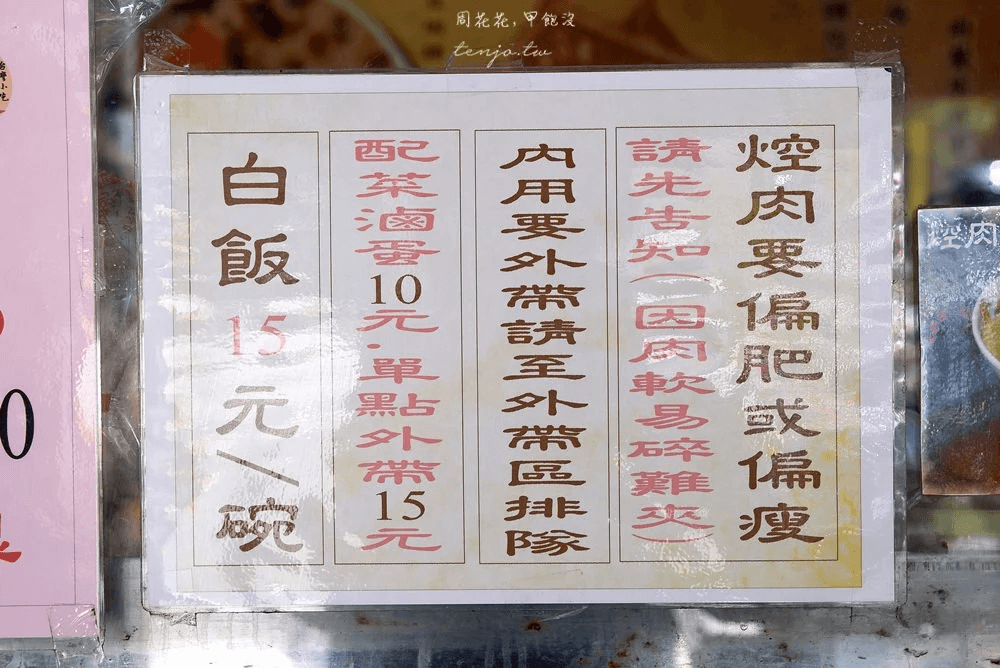 周花花,甲飽沒
tenjo.tw
焢肉要偏肥或偏瘦
請先告知(因肉軟易碎難夾)
內用要外帶請至外帶區排隊
配菜滷蛋10元.單點外帶15元
白飯15元/碗
焢肉
0